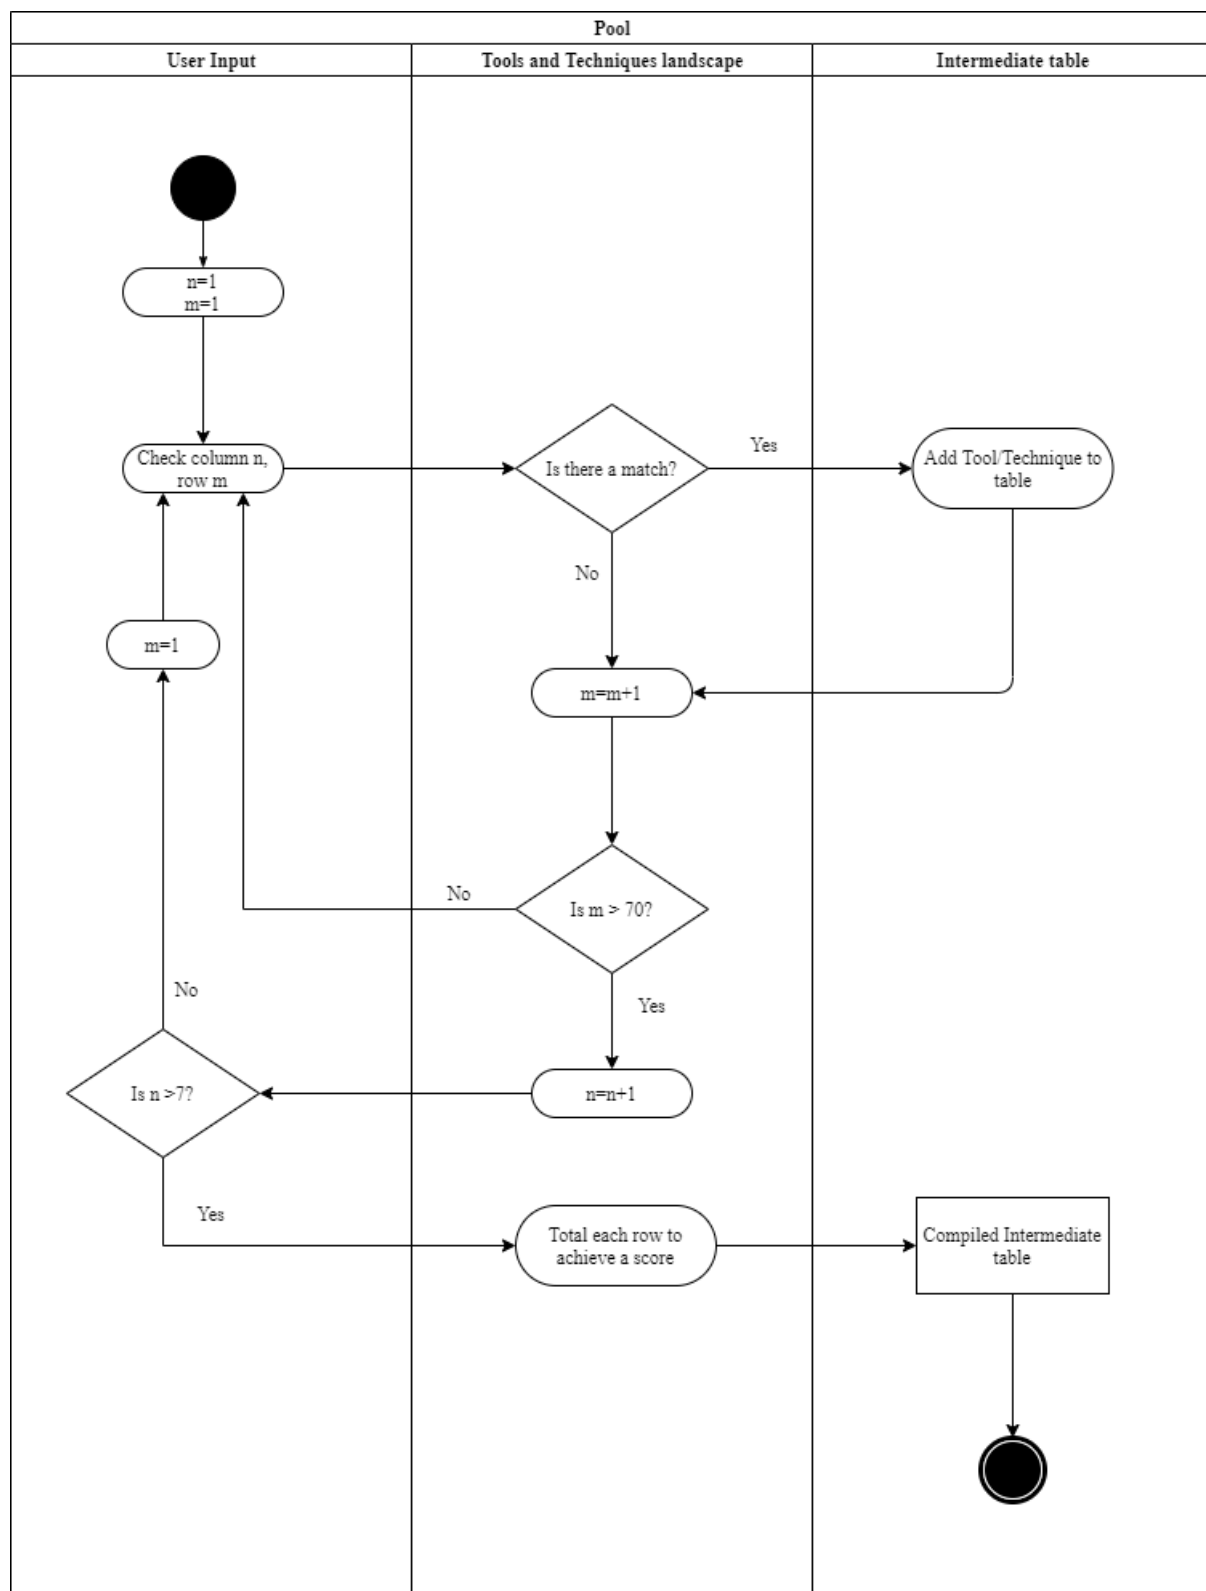 Pool
User Input
Tools and Techniques landscape
Intermediate table
n=1
m=1
Check column n,
row m
Is there a match?
Yes
Add Tool/Technique to
table
No
m=1
m=m+1
No
Is m > 70?
No
Yes
Is n >7?
n=n+1
Yes
Total each row to
achieve a score
Compiled Intermediate
table